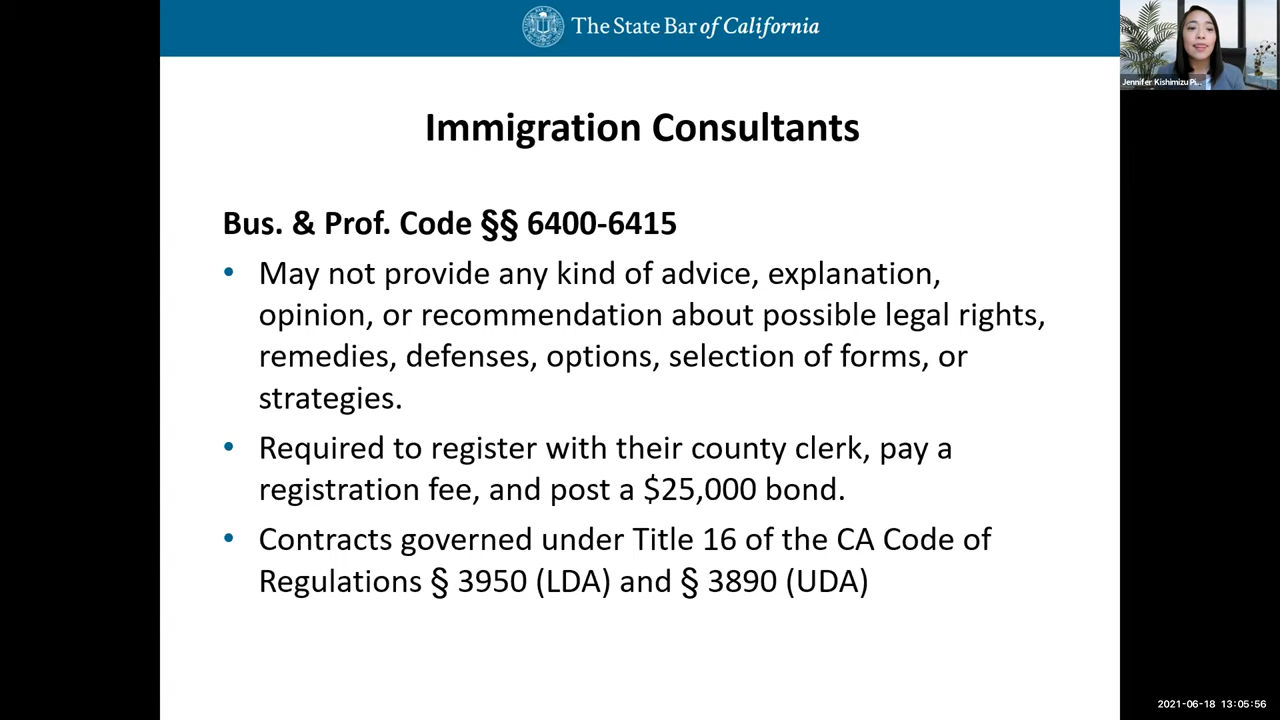 The State Bar of California
Jennifer Kishimizu Pi...
Immigration Consultants
Bus. & Prof. Code §§ 6400-6415
• May not provide any kind of advice, explanation,
opinion, or recommendation about possible legal rights,
remedies, defenses, options, selection of forms, or
strategies.
• Required to register with their county clerk, pay a
registration fee, and post a $25,000 bond.
• Contracts governed under Title 16 of the CA Code of
Regulations § 3950 (LDA) and § 3890 (UDA)
2021-06-18 13:05:56